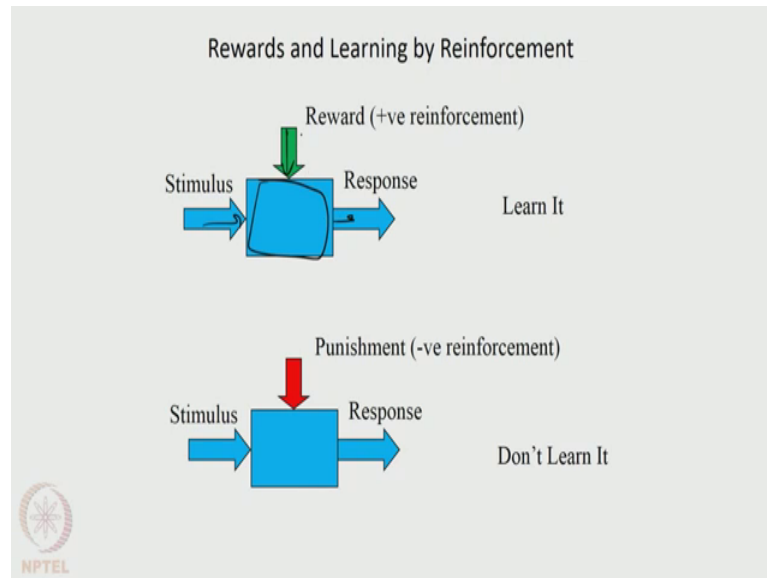 Rewards and Learning by Reinforcement
Reward (+ve reinforcement)
Stimulus
Response
Learn It
Punishment (-ve reinforcement)
Stimulus
Response
Don't Learn It
NPTEL